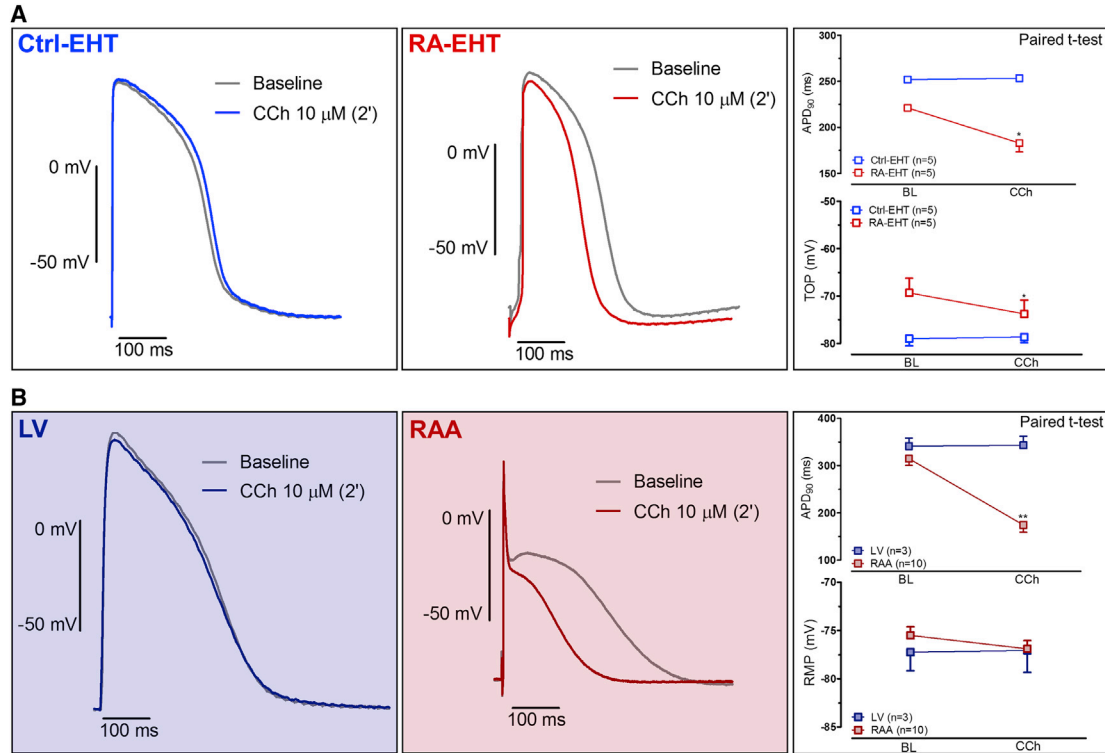 A
Ctrl-EHT
Baseline
CCh 10 μM (2')
0 mV
-50 mV
100 ms
RA-EHT
Baseline
CCh 10 μM (2')
0 mV
-50 mV
100 ms
Paired t-test
300
250
200
150
APD90 (ms)
Ctrl-EHT (n=5)
RA-EHT (n=5)
*
BL
CCh
-50
-60
-70
-80
TOP (mV)
Ctrl-EHT (n=5)
RA-EHT (n=5)
*
BL
CCh
B
LV
Baseline
CCh 10 μM (2')
0 mV
-50 mV
100 ms
RAA
Baseline
CCh 10 μM (2')
0 mV
-50 mV
100 ms
Paired t-test
400
300
200
100
APD90 (ms)
**
LV (n=3)
RAA (n=10)
BL
CCh
-70
-75
-80
-85
RMP (mV)
LV (n=3)
RAA (n=10)
BL
CCh